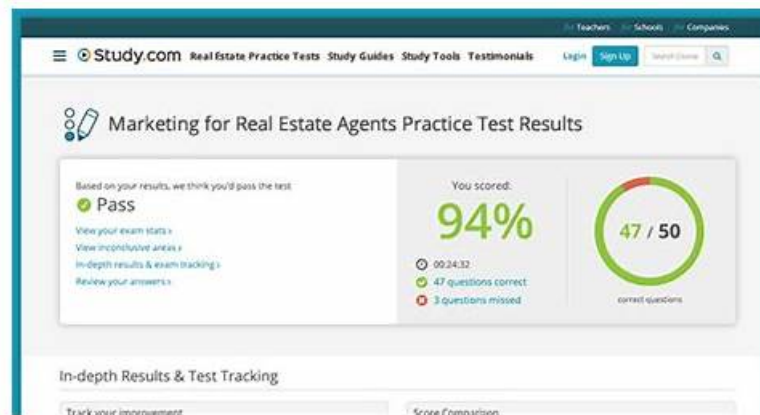 for Teachers for Schools for Companies
Study.com Real Estate Practice Tests Study Guides Study Tools Testimonials Login Sign Up Search
Marketing for Real Estate Agents Practice Test Results
Based on your results, we think you'd pass the test
Pass
View your exam stats ›
View inconclusive areas ›
In-depth results & exam tracking ›
Review your answers ›
You scored:
94%
00:24:32
47 questions correct
3 questions missed
47 / 50
correct questions
In-depth Results & Test Tracking
Track your improvement
Score Comparison